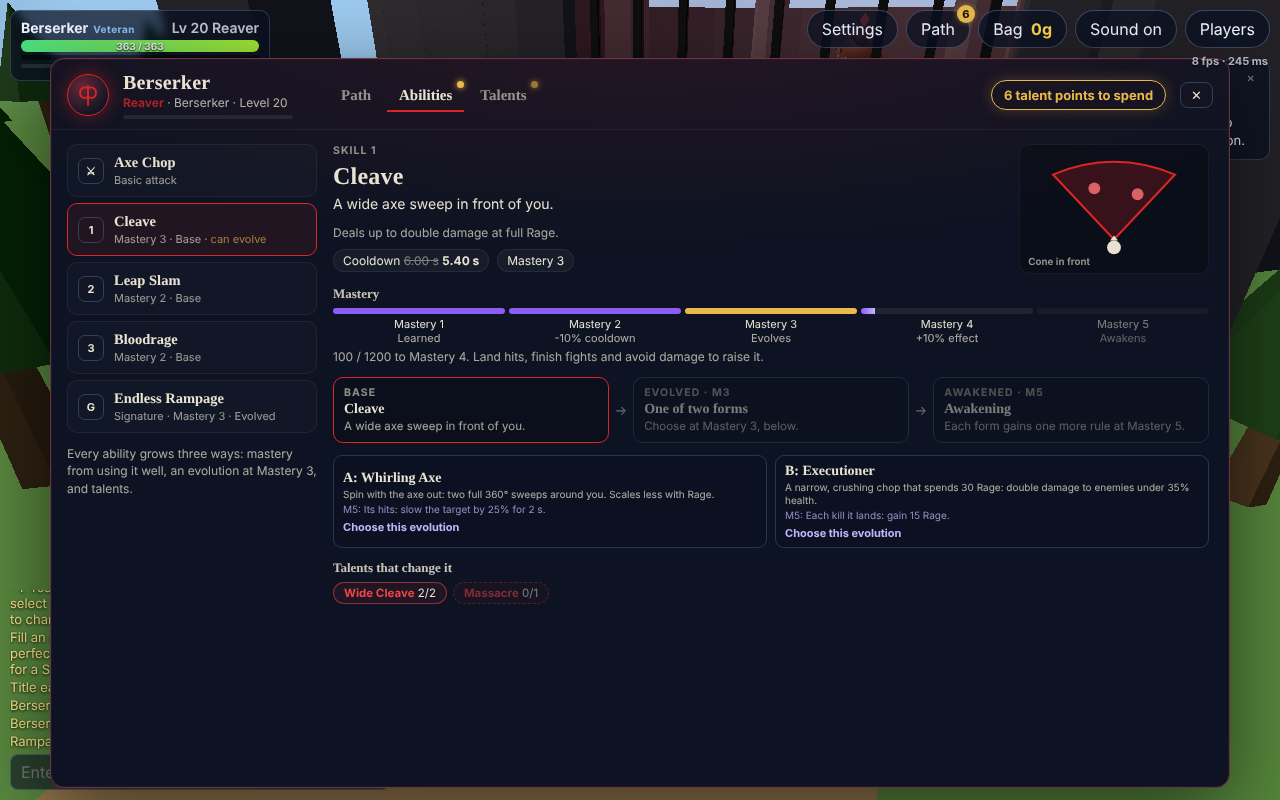 Berserker Veteran Lv 20 Reaver
363 / 363
Settings
Path 6
Bag 0g
Sound on
Players
8 fps · 245 ms
×
on.
Berserker
Reaver · Berserker · Level 20
Path
Abilities
Talents
6 talent points to spend
✕
Axe Chop
Basic attack
1
Cleave
Mastery 3 · Base · can evolve
2
Leap Slam
Mastery 2 · Base
3
Bloodrage
Mastery 2 · Base
G
Endless Rampage
Signature · Mastery 3 · Evolved
Every ability grows three ways: mastery
from using it well, an evolution at Mastery 3,
and talents.
SKILL 1
Cleave
A wide axe sweep in front of you.
Deals up to double damage at full Rage.
Cooldown 6.00 s 5.40 s
Mastery 3
Cone in front
Mastery
Mastery 1
Learned
Mastery 2
-10% cooldown
Mastery 3
Evolves
Mastery 4
+10% effect
Mastery 5
Awakens
100 / 1200 to Mastery 4. Land hits, finish fights and avoid damage to raise it.
BASE
Cleave
A wide axe sweep in front of you.
→
EVOLVED · M3
One of two forms
Choose at Mastery 3, below.
→
AWAKENED · M5
Awakening
Each form gains one more rule at Mastery 5.
A: Whirling Axe
Spin with the axe out: two full 360° sweeps around you. Scales less with Rage.
M5: Its hits: slow the target by 25% for 2 s.
Choose this evolution
B: Executioner
A narrow, crushing chop that spends 30 Rage: double damage to enemies under 35%
health.
M5: Each kill it lands: gain 15 Rage.
Choose this evolution
Talents that change it
Wide Cleave 2/2
Massacre 0/1
select
to cha
Fill an
perfec
for a S
Title ea
Berser
Berser
Rampa
Ente